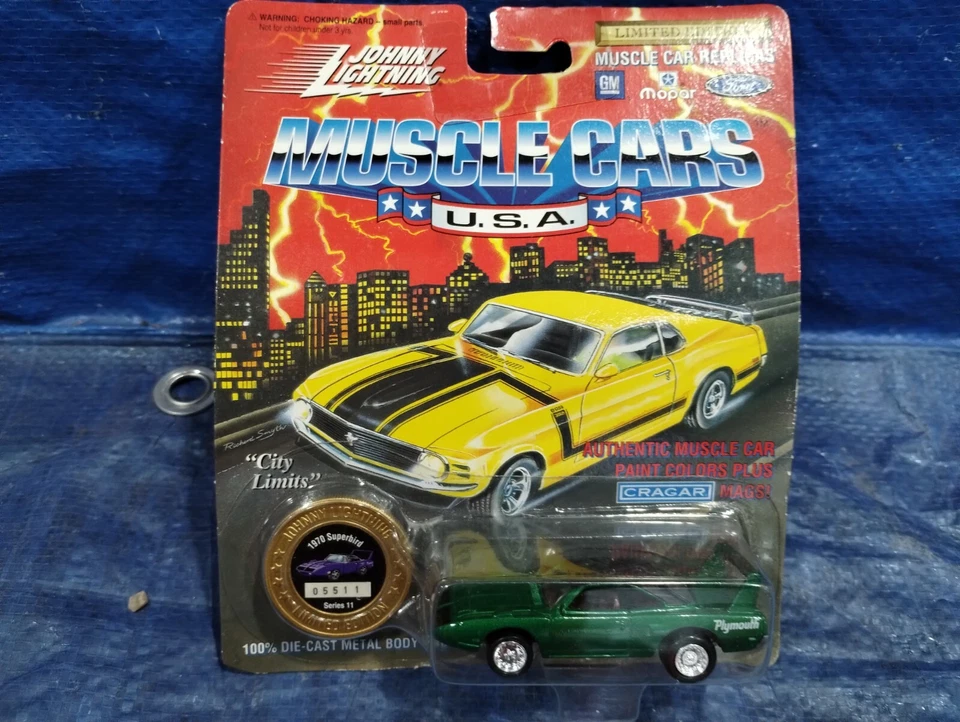 WARNING: CHOKING HAZARD – small parts.
Not for children under 3 yrs.
JOHNNY
LIGHTNING
LIMITED EDITION
MUSCLE CAR REPLICAS
GM
Mopar
Ford
MUSCLE CARS
U.S.A.
Richard Smyth
"City
Limits"
AUTHENTIC MUSCLE CAR
PAINT COLORS PLUS
CRAGAR MAGS!
JOHNNY LIGHTNING
1970 Superbird
05511
Series 11
LIMITED EDITION
Plymouth
100% DIE-CAST METAL BODY